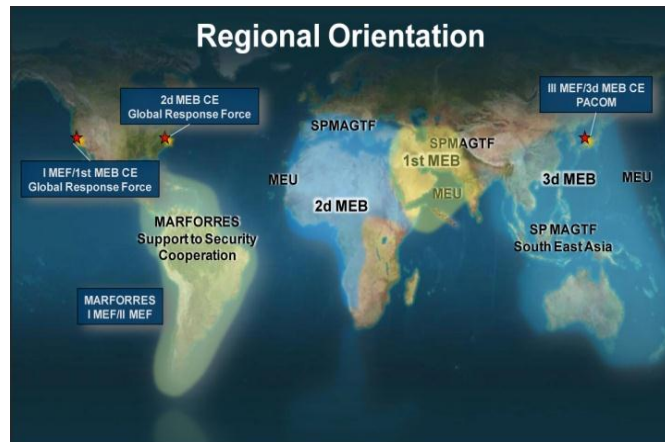 Regional Orientation
2d MEB CE
Global Response Force
III MEF/3d MEB CE
PACOM
SPMAGTF
SPMAGTF
1st MEB
I MEF/1st MEB CE
Global Response Force
MEU
MEU
3d MEB
MEU
2d MEB
MARFORRES
Support to Security
Cooperation
SP MAGTF
South East Asia
MARFORRES
I MEF/II MEF